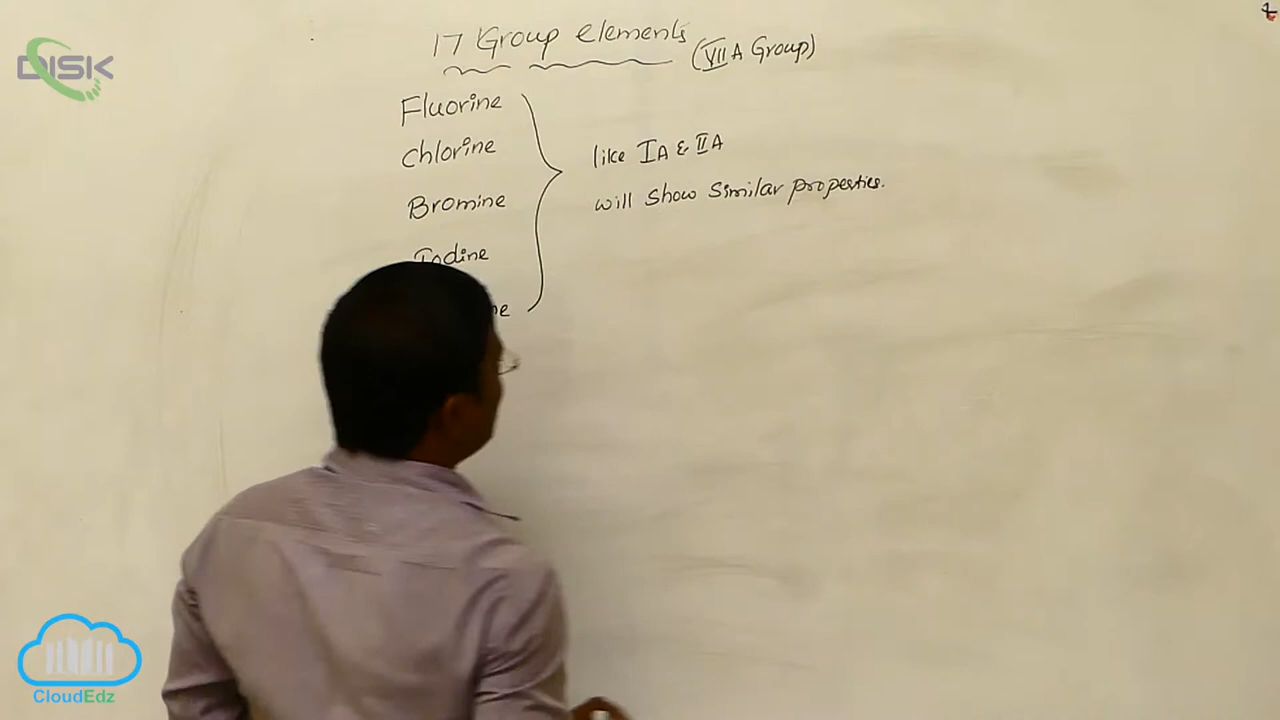 17 Group elements
(VII A Group)
Fluorine
Chlorine
Bromine
Iodine
like IA & IIA
will show similar properties.
DISK
CloudEdz